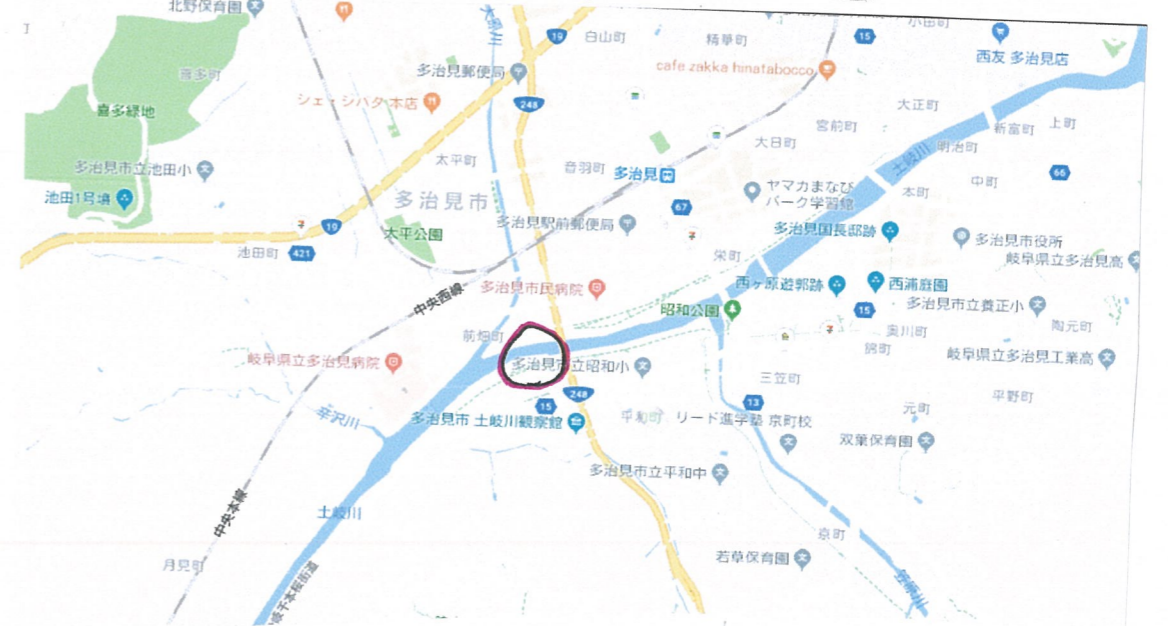 北野保育園
19
白山町
精華町
15
小田町
西友 多治見店
喜多町
多治見郵便局
cafe zakka hinatabocco
喜多緑地
シェ・シバタ 本店
248
大正町
宮前町
新富町
上町
大日町
明治町
土岐川
多治見市立池田小
太平町
音羽町
多治見
66
中町
本町
池田1号墳
多治見市
ヤマカまなび
パーク学習館
67
19
太平公園
多治見駅前郵便局
多治見国長邸跡
多治見市役所
池田町
421
栄町
岐阜県立多治見高
中央西線
多治見市民病院
西ヶ原遊郭跡
西浦庭園
昭和公園
15
多治見市立養正小
陶元町
前畑町
奥川町
錦町
岐阜県立多治見病院
多治見市立昭和小
岐阜県立多治見工業高
三笠町
平野町
248
15
13
辛沢川
多治見市 土岐川観察館
平和町
リード進学塾 京町校
元町
双葉保育園
多治見市立平和中
中央本線
土岐川
京町
月見町
若草保育園
笠原川